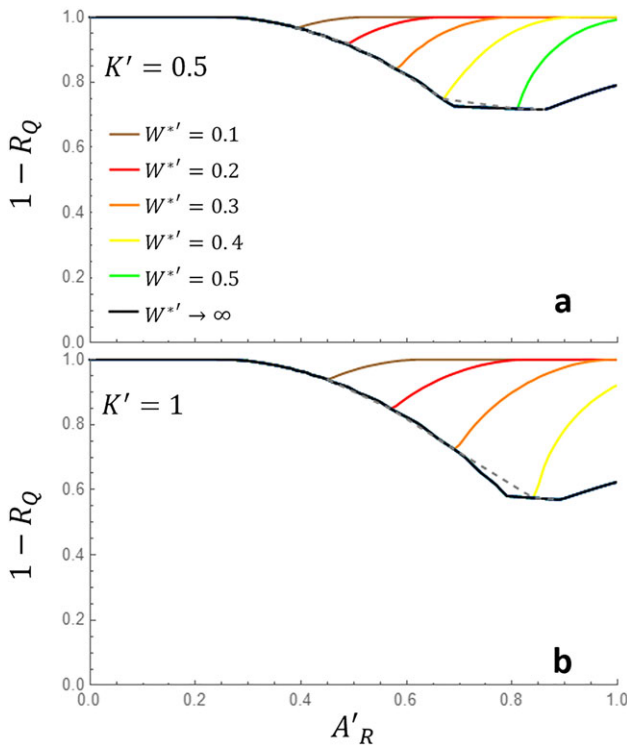 1.0
0.8
0.6
0.4
0.2
0.0
1 − R_Q
K′ = 0.5
W*′ = 0.1
W*′ = 0.2
W*′ = 0.3
W*′ = 0.4
W*′ = 0.5
W*′ → ∞
a
1.0
0.8
0.6
0.4
0.2
0.0
1 − R_Q
K′ = 1
b
0.0 0.2 0.4 0.6 0.8 1.0
A′_R